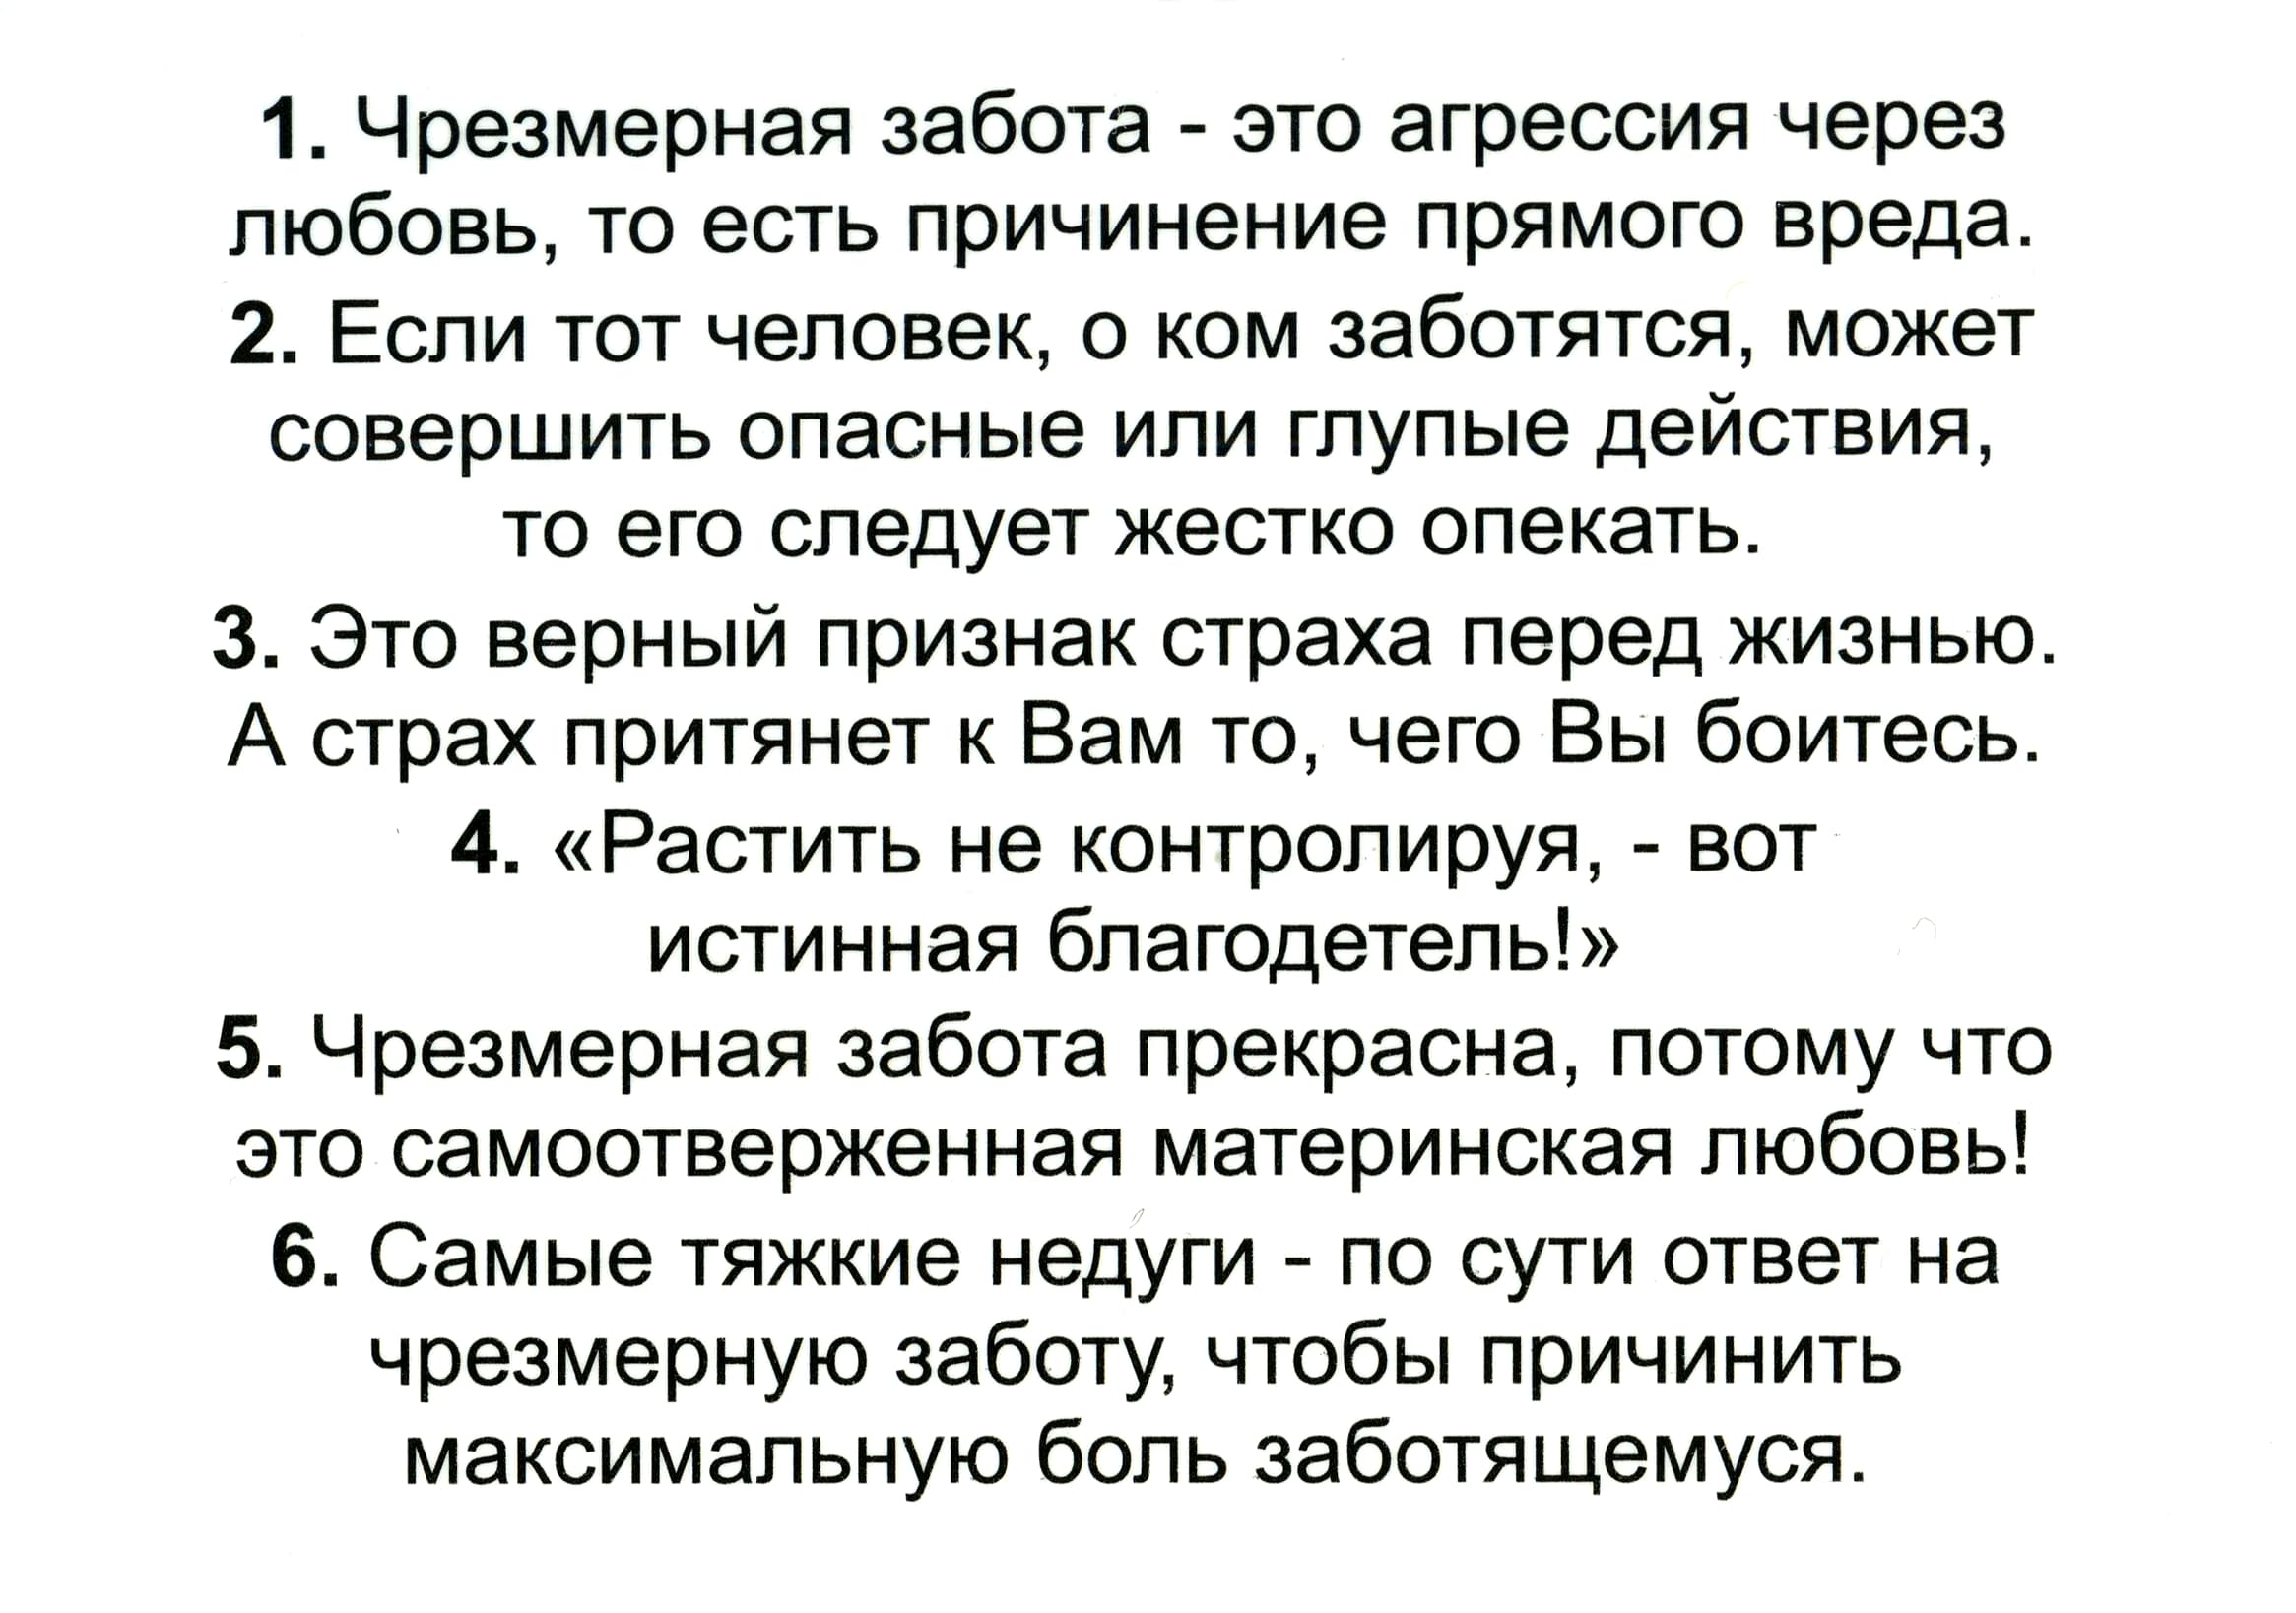 1. Чрезмерная забота - это агрессия через
любовь, то есть причинение прямого вреда.
2. Если тот человек, о ком заботятся, может
совершить опасные или глупые действия,
то его следует жестко опекать.
3. Это верный признак страха перед жизнью.
А страх притянет к Вам то, чего Вы боитесь.
4. «Растить не контролируя, - вот
истинная благодетель!»
5. Чрезмерная забота прекрасна, потому что
это самоотверженная материнская любовь!
6. Самые тяжкие недуги - по сути ответ на
чрезмерную заботу, чтобы причинить
максимальную боль заботящемуся.